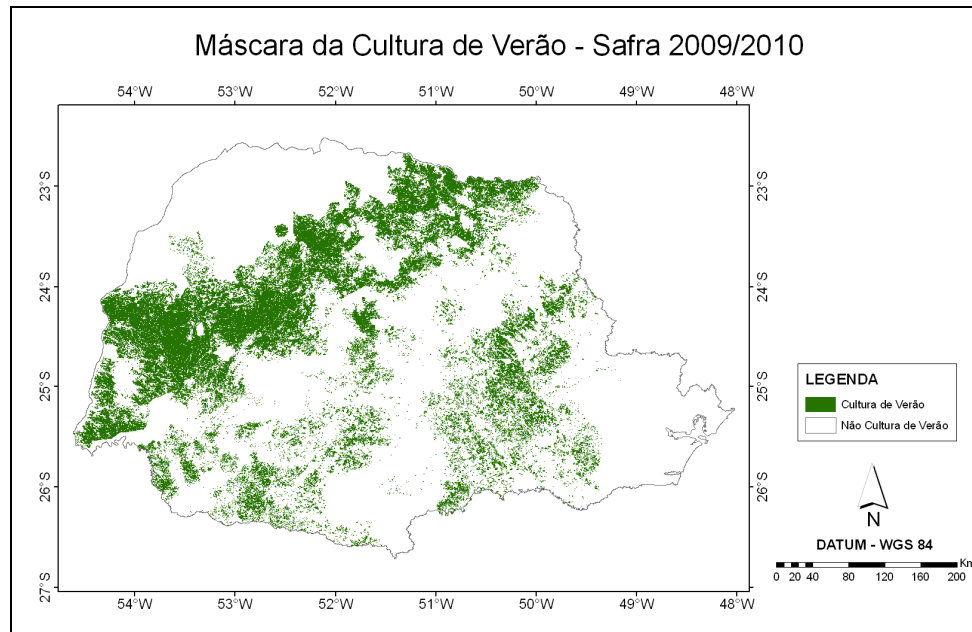 Máscara da Cultura de Verão - Safra 2009/2010
54°W 53°W 52°W 51°W 50°W 49°W 48°W
23°S 23°S
24°S 24°S
25°S 25°S
26°S 26°S
27°S 27°S
54°W 53°W 52°W 51°W 50°W 49°W 48°W
LEGENDA
Cultura de Verão
Não Cultura de Verão
N
DATUM - WGS 84
Km
0 20 40 80 120 160 200